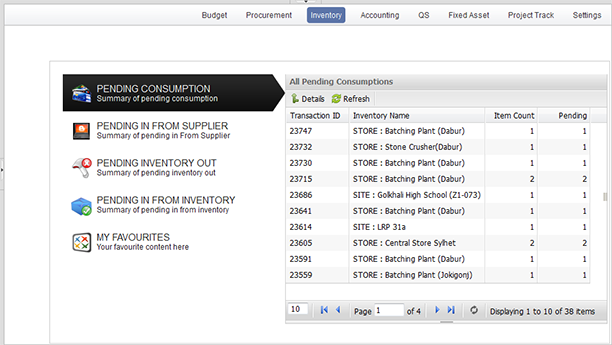 Budget Procurement Inventory Accounting QS Fixed Asset Project Track Settings
PENDING CONSUMPTION
Summary of pending consumption
PENDING IN FROM SUPPLIER
Summary of pending in From Supplier
PENDING INVENTORY OUT
Summary of pending inventory out
PENDING IN FROM INVENTORY
Summary of pending in from inventory
MY FAVOURITES
Your favourite content here
All Pending Consumptions
Details Refresh
Transaction ID Inventory Name Item Count Pending
23747 STORE : Batching Plant (Dabur) 1 1
23732 STORE : Stone Crusher(Dabur) 1 1
23730 STORE : Batching Plant (Dabur) 1 1
23715 STORE : Batching Plant (Dabur) 2 2
23686 SITE : Golkhali High School (Z1-073) 1 1
23641 STORE : Batching Plant (Dabur) 1 1
23614 SITE : LRP 31a 1 1
23605 STORE : Central Store Sylhet 2 2
23591 STORE : Batching Plant (Dabur) 1 1
23559 STORE : Batching Plant (Jokigonj) 1 1
10 Page 1 of 4 Displaying 1 to 10 of 38 items